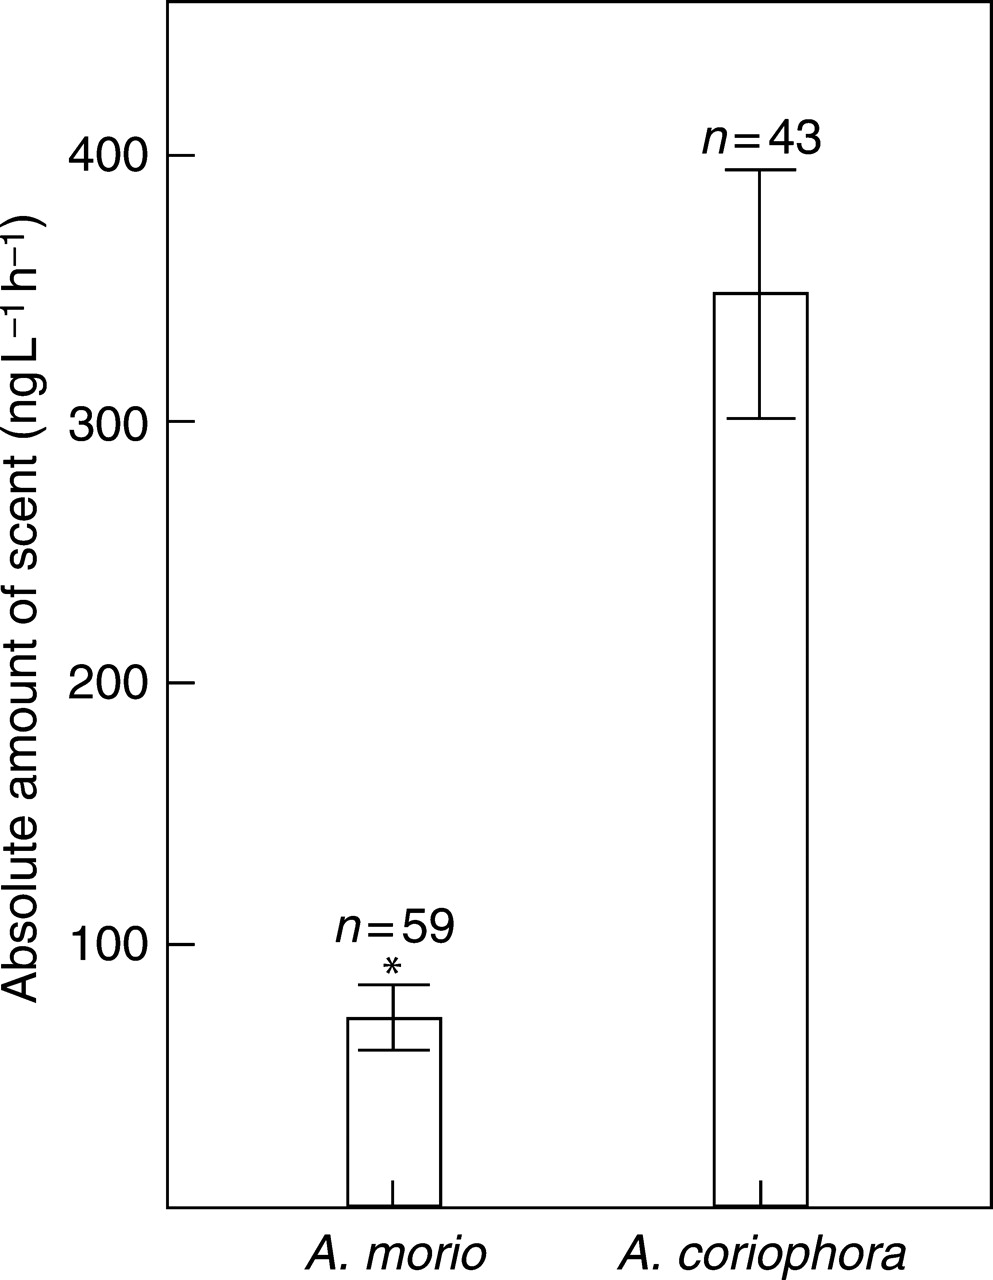 Absolute amount of scent (ng L⁻¹ h⁻¹)
400
300
200
100
n=43
n=59
*
A. morio
A. coriophora